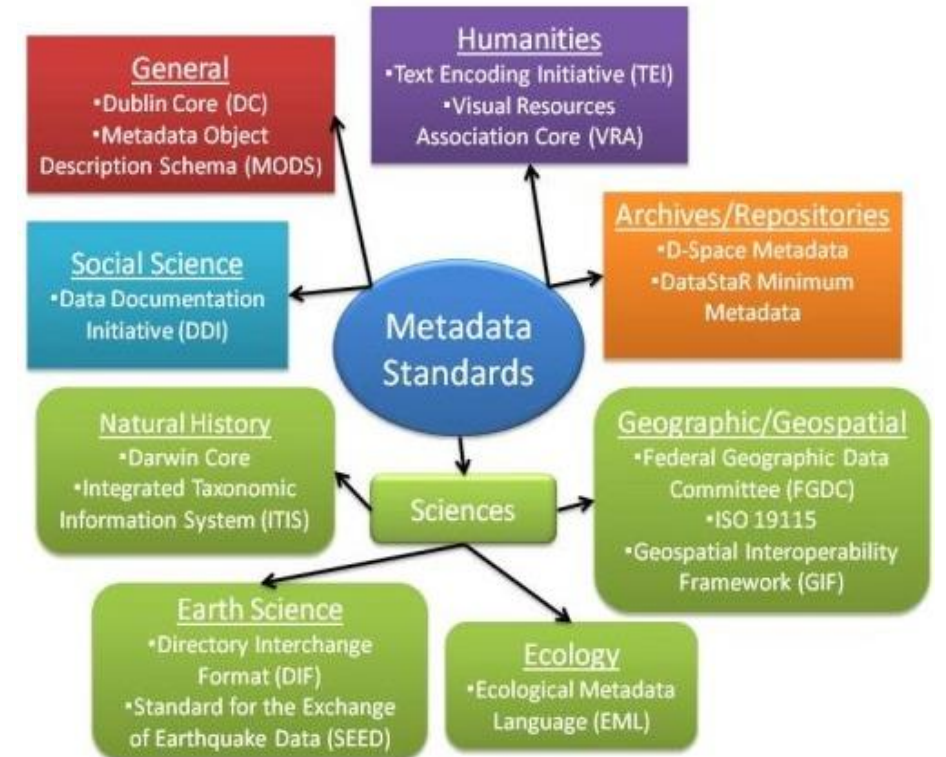 General
•Dublin Core (DC)
•Metadata Object
Description Schema (MODS)
Humanities
•Text Encoding Initiative (TEI)
•Visual Resources
Association Core (VRA)
Social Science
•Data Documentation
Initiative (DDI)
Metadata
Standards
Archives/Repositories
•D-Space Metadata
•DataStaR Minimum
Metadata
Natural History
•Darwin Core
•Integrated Taxonomic
Information System (ITIS)
Sciences
Geographic/Geospatial
•Federal Geographic Data
Committee (FGDC)
•ISO 19115
•Geospatial Interoperability
Framework (GIF)
Earth Science
•Directory Interchange
Format (DIF)
•Standard for the Exchange
of Earthquake Data (SEED)
Ecology
•Ecological Metadata
Language (EML)